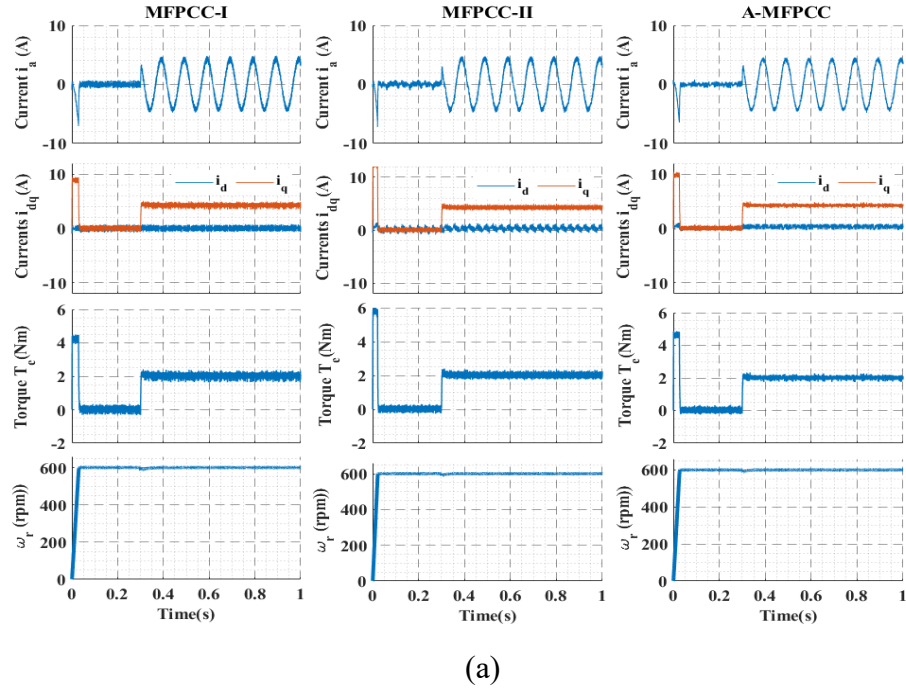 MFPCC-I
MFPCC-II
A-MFPCC
Current i_a (A)
10
0
-10
Current i_a (A)
10
0
-10
Current i_a (A)
10
0
-10
Currents i_dq(A)
10
0
-10
i_d i_q
Currents i_dq(A)
10
0
-10
i_d i_q
Currents i_dq(A)
10
0
-10
i_d i_q
Torque T_e(Nm)
6
4
2
0
-2
Torque T_e(Nm)
6
4
2
0
-2
Torque T_e(Nm)
6
4
2
0
-2
ω_r (rpm))
600
400
200
0
0 0.2 0.4 0.6 0.8 1
Time(s)
ω_r (rpm))
600
400
200
0
0 0.2 0.4 0.6 0.8 1
Time(s)
ω_r (rpm))
600
400
200
0
0 0.2 0.4 0.6 0.8 1
Time(s)
(a)